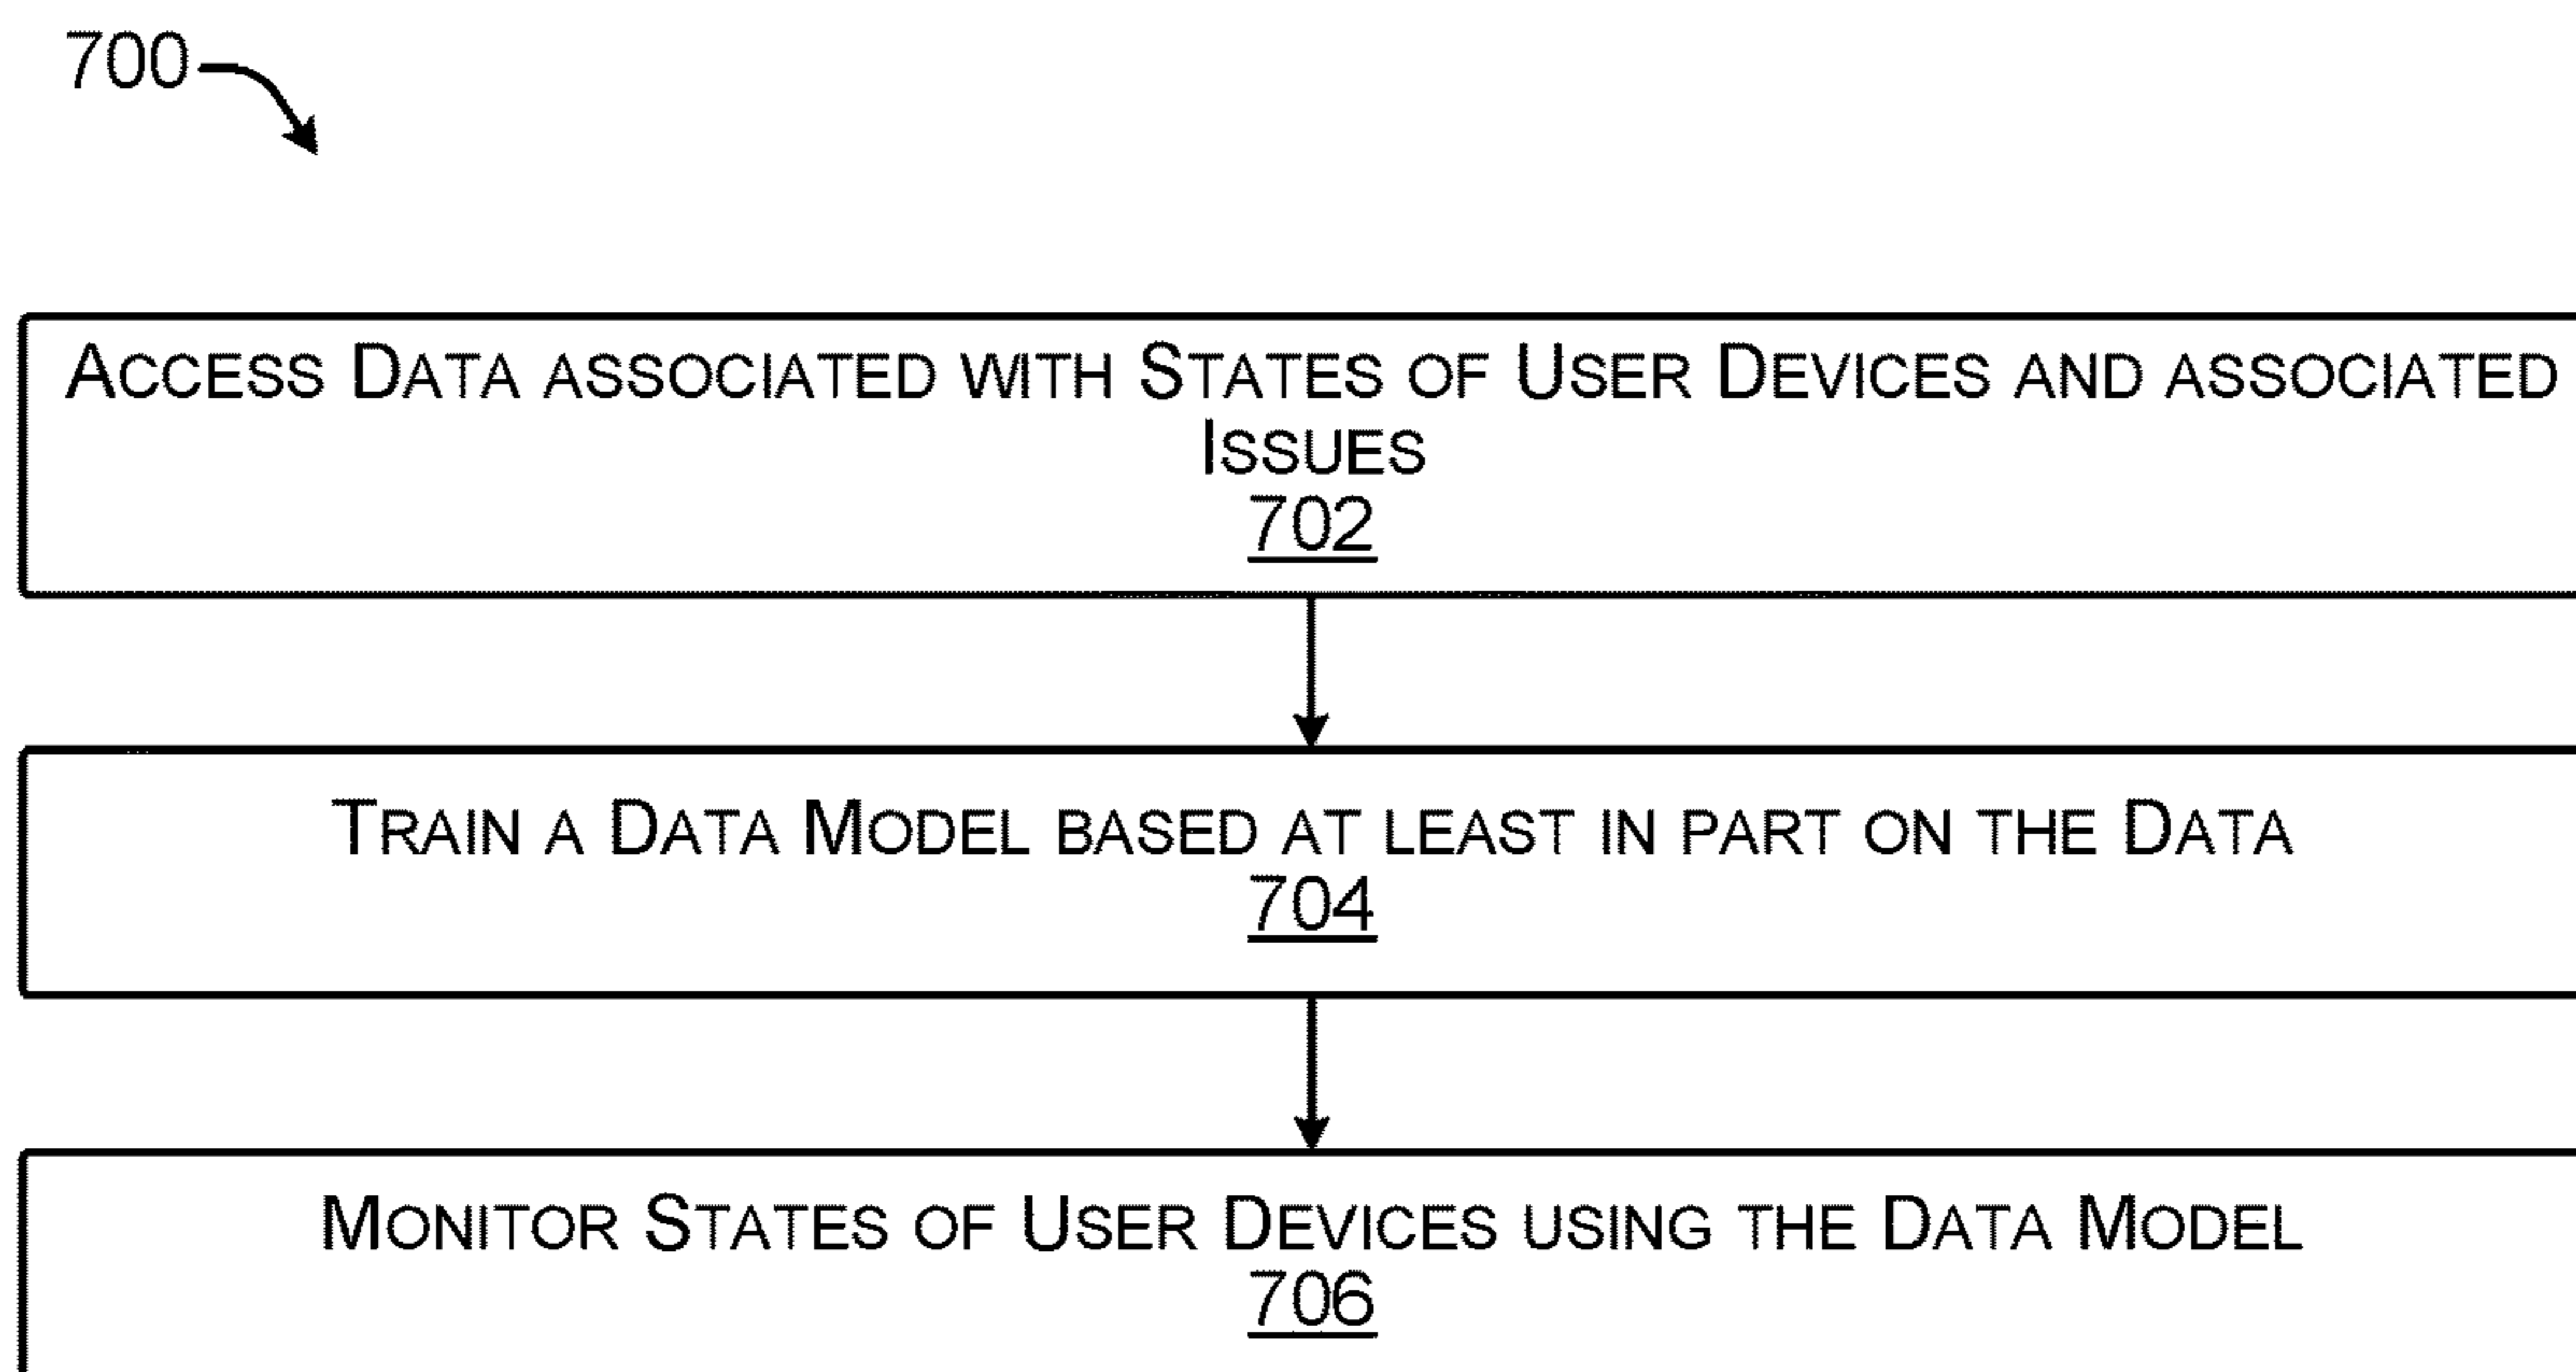 700
ACCESS DATA ASSOCIATED WITH STATES OF USER DEVICES AND ASSOCIATED
ISSUES
702
TRAIN A DATA MODEL BASED AT LEAST IN PART ON THE DATA
704
MONITOR STATES OF USER DEVICES USING THE DATA MODEL
706